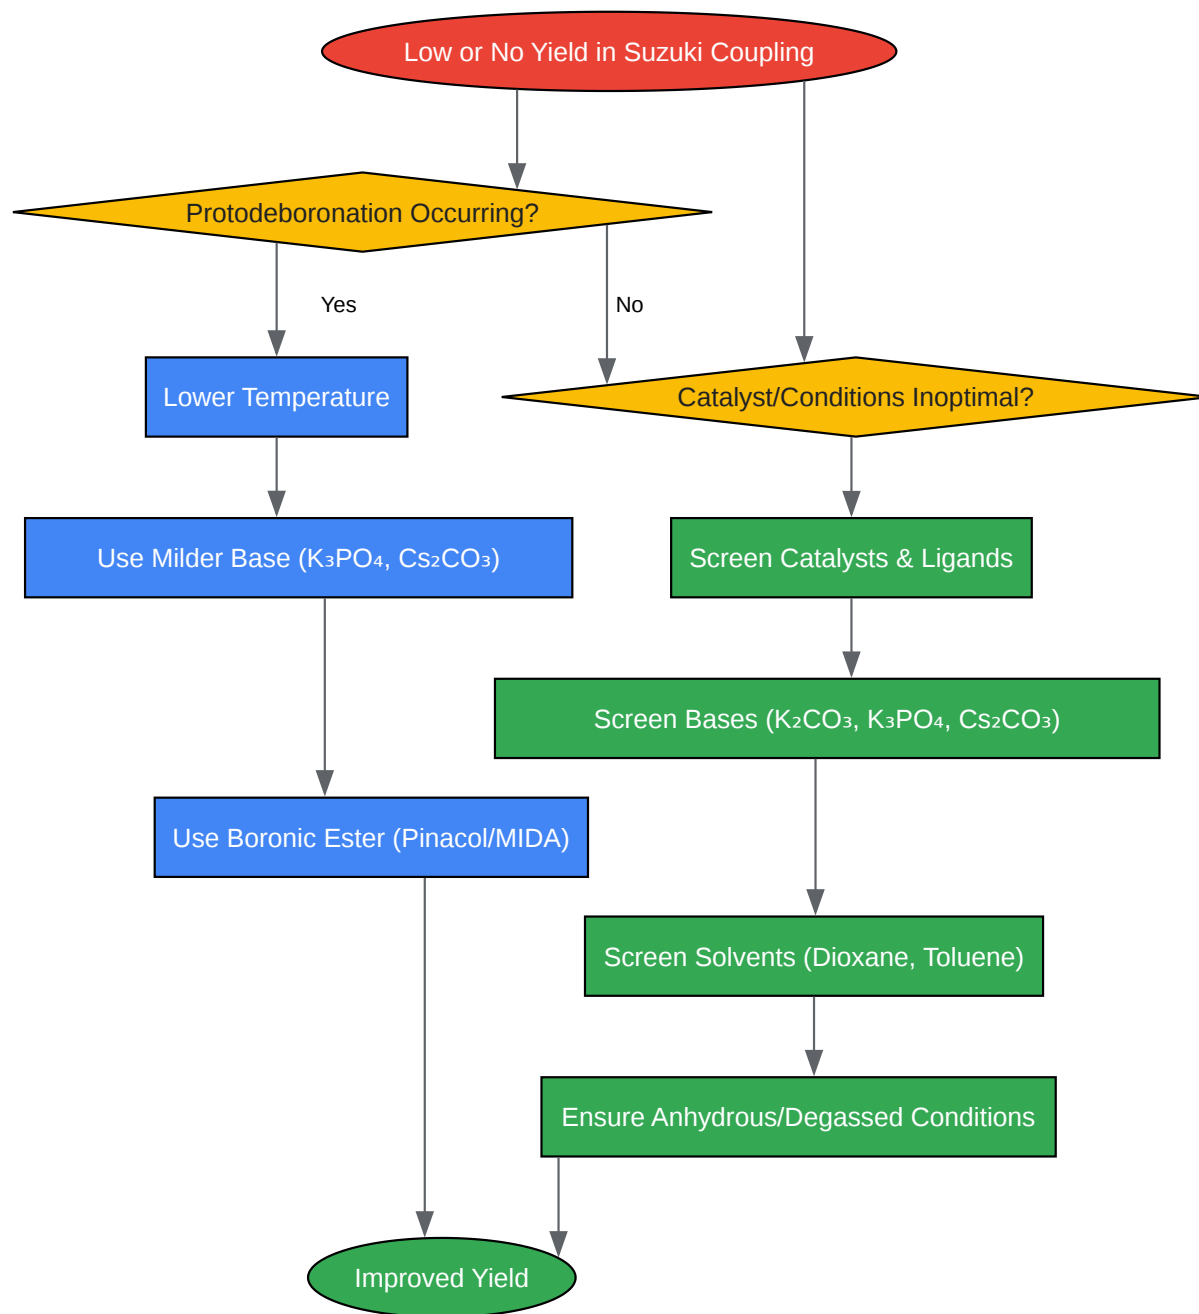 Low or No Yield in Suzuki Coupling
Protodeboronation Occurring?
Yes
No
Lower Temperature
Catalyst/Conditions Inoptimal?
Use Milder Base (K₃PO₄, Cs₂CO₃)
Screen Catalysts & Ligands
Screen Bases (K₂CO₃, K₃PO₄, Cs₂CO₃)
Use Boronic Ester (Pinacol/MIDA)
Screen Solvents (Dioxane, Toluene)
Ensure Anhydrous/Degassed Conditions
Improved Yield